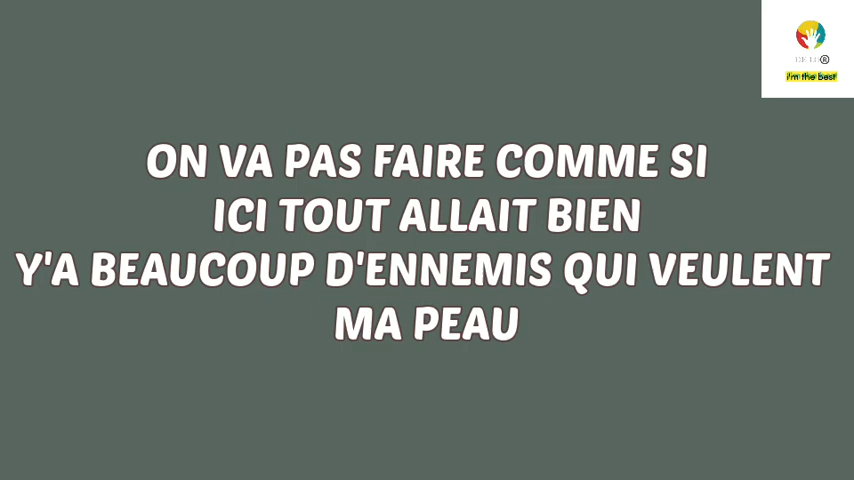 ®
i'm the best
ON VA PAS FAIRE COMME SI
ICI TOUT ALLAIT BIEN
Y'A BEAUCOUP D'ENNEMIS QUI VEULENT
MA PEAU